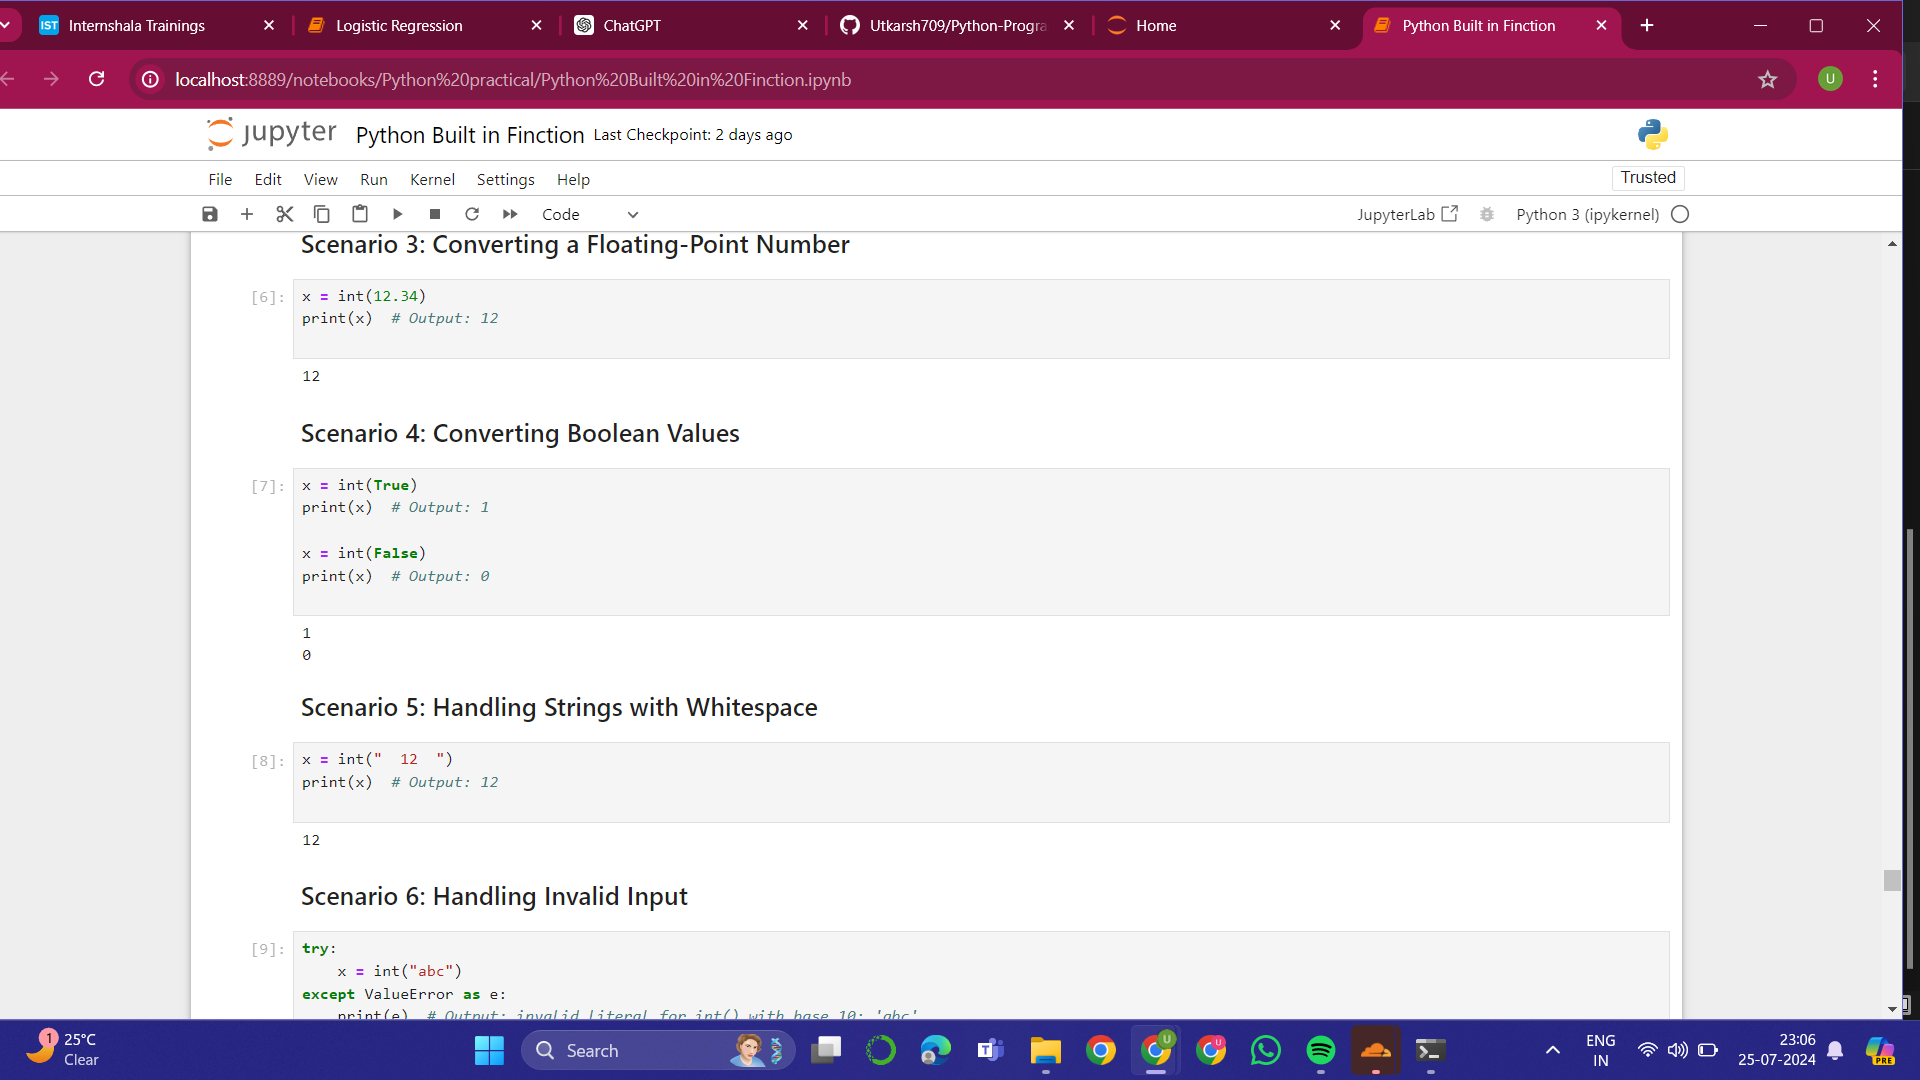 Internshala Trainings
Logistic Regression
ChatGPT
Utkarsh709/Python-Progra
Home
Python Built in Finction
localhost:8889/notebooks/Python%20practical/Python%20Built%20in%20Finction.ipynb
U
jupyter Python Built in Finction Last Checkpoint: 2 days ago
File Edit View Run Kernel Settings Help
Trusted
Code
JupyterLab
Python 3 (ipykernel)
Scenario 3: Converting a Floating-Point Number
[6]: x = int(12.34)
print(x)  # Output: 12
12
Scenario 4: Converting Boolean Values
[7]: x = int(True)
print(x)  # Output: 1
x = int(False)
print(x)  # Output: 0
1
0
Scenario 5: Handling Strings with Whitespace
[8]: x = int("  12  ")
print(x)  # Output: 12
12
Scenario 6: Handling Invalid Input
[9]: try:
    x = int("abc")
except ValueError as e:
    print(e)  # Output: invalid literal for int() with base 10: 'abc'
1
25°C
Clear
Search
ENG
IN
23:06
25-07-2024
PRE